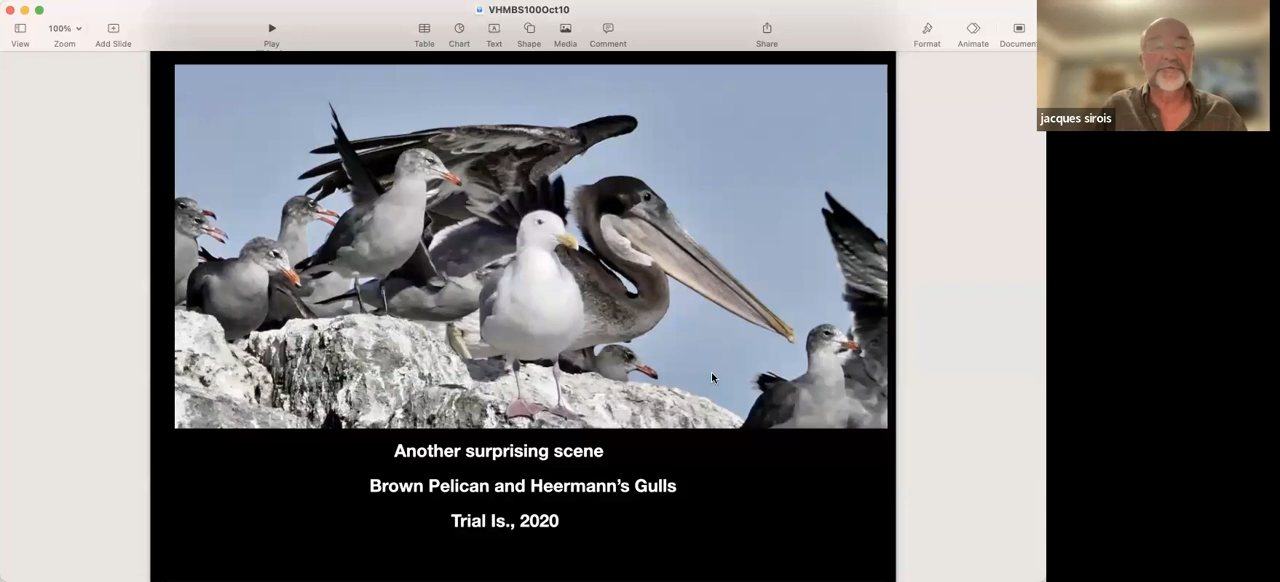 VHMBS100Oct10
100%
View
Zoom
Add Slide
Play
Table
Chart
Text
Shape
Media
Comment
Share
Format
Animate
Documen
jacques sirois
Another surprising scene
Brown Pelican and Heermann's Gulls
Trial Is., 2020